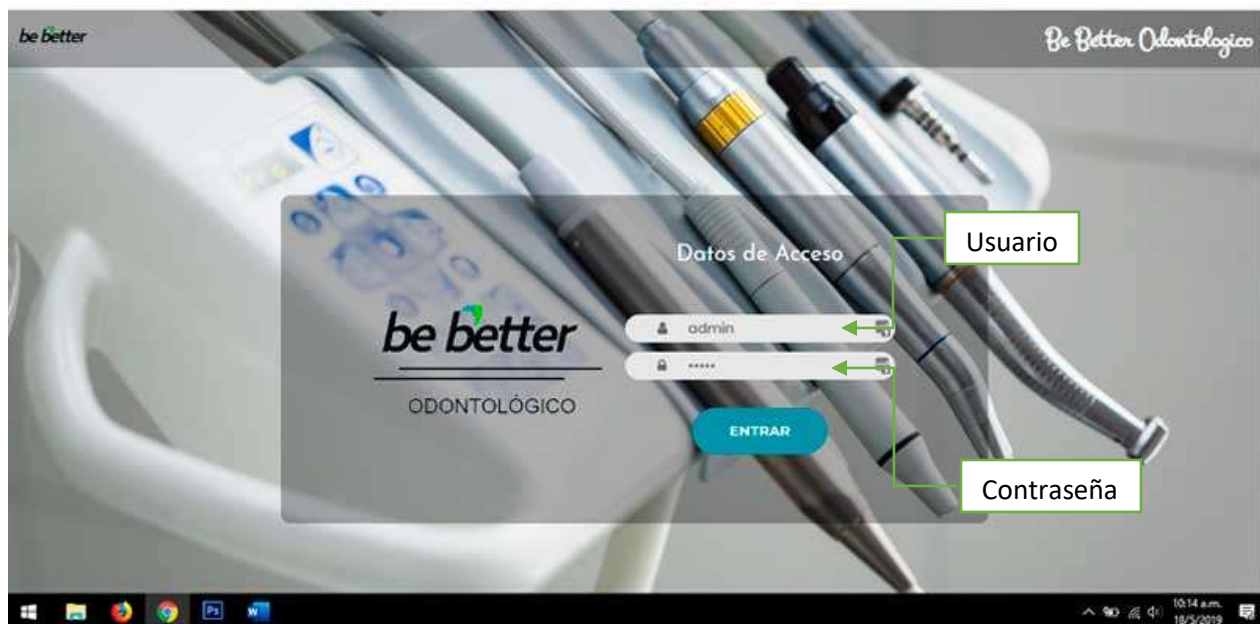 be better
Be Better Odontologico
Datos de Acceso
Usuario
be better
admin
•••••
ODONTOLÓGICO
ENTRAR
Contraseña
Ps
W
10:14 a.m.
18/5/2019